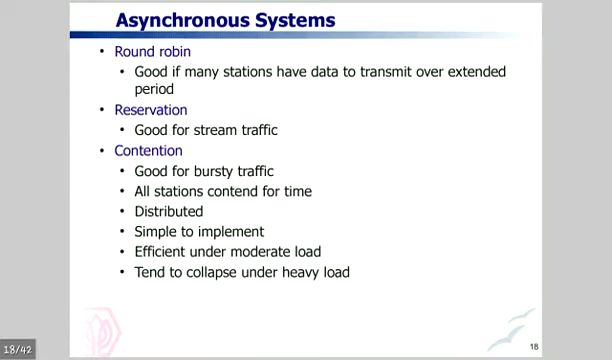 Asynchronous Systems
• Round robin
• Good if many stations have data to transmit over extended
period
• Reservation
• Good for stream traffic
• Contention
• Good for bursty traffic
• All stations contend for time
• Distributed
• Simple to implement
• Efficient under moderate load
• Tend to collapse under heavy load
18
18/42